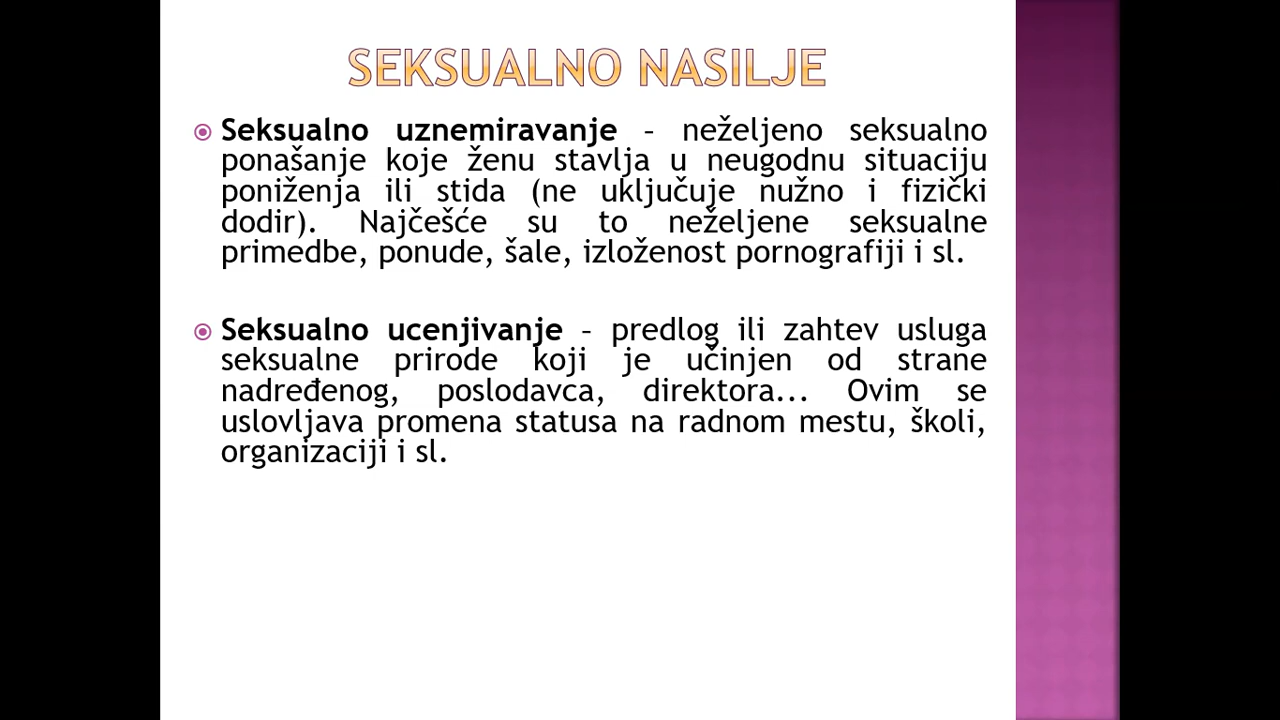 SEKSUALNO NASILJE
Seksualno uznemiravanje – neželjeno seksualno
ponašanje koje ženu stavlja u neugodnu situaciju
poniženja ili stida (ne uključuje nužno i fizički
dodir). Najčešće su to neželjene seksualne
primedbe, ponude, šale, izloženost pornografiji i sl.
Seksualno ucenjivanje – predlog ili zahtev usluga
seksualne prirode koji je učinjen od strane
nadređenog, poslodavca, direktora... Ovim se
uslovljava promena statusa na radnom mestu, školi,
organizaciji i sl.